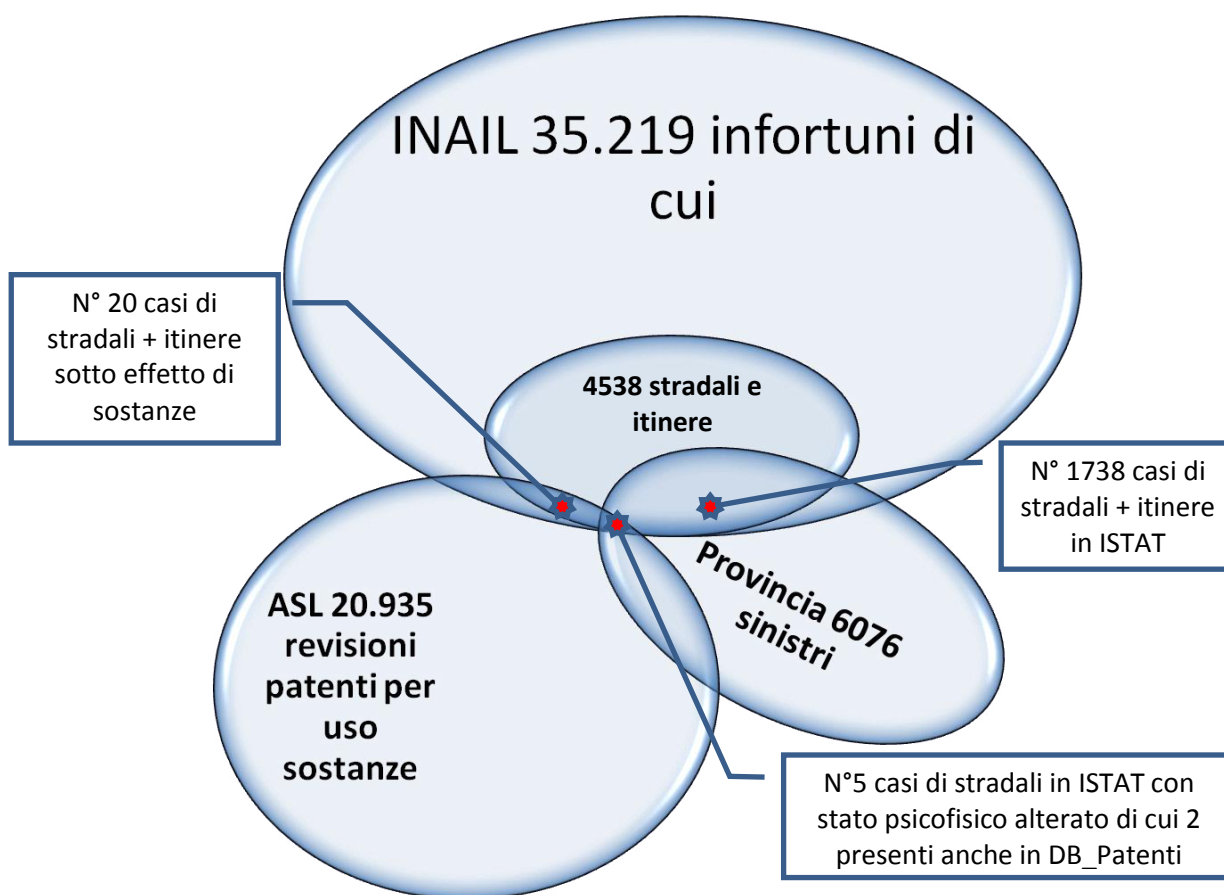 INAIL 35.219 infortuni di
cui
N° 20 casi di
stradali + itinere
sotto effetto di
sostanze
4538 stradali e
itinere
N° 1738 casi di
stradali + itinere
in ISTAT
Provincia 6076
sinistri
ASL 20.935
revisioni
patenti per
uso
sostanze
N°5 casi di stradali in ISTAT con
stato psicofisico alterato di cui 2
presenti anche in DB_Patenti